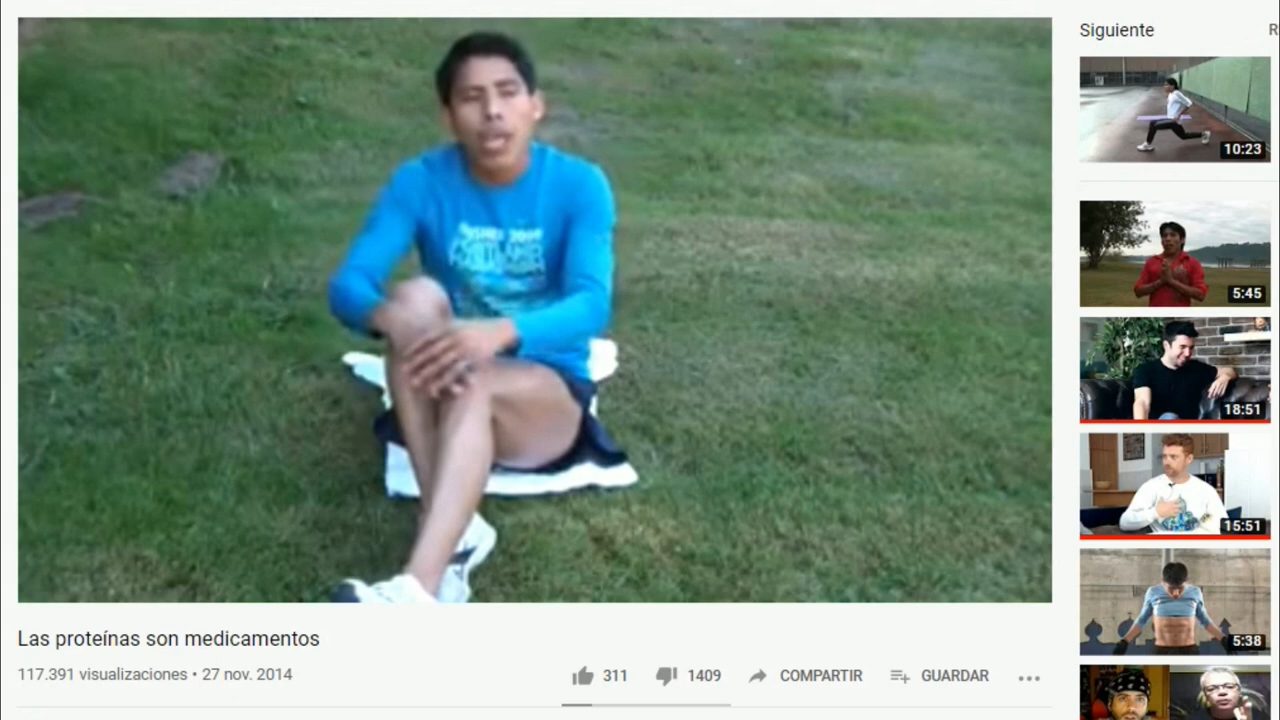 Siguiente
R
10:23
5:45
18:51
15:51
5:38
Las proteínas son medicamentos
117.391 visualizaciones • 27 nov. 2014
311 1409 COMPARTIR GUARDAR